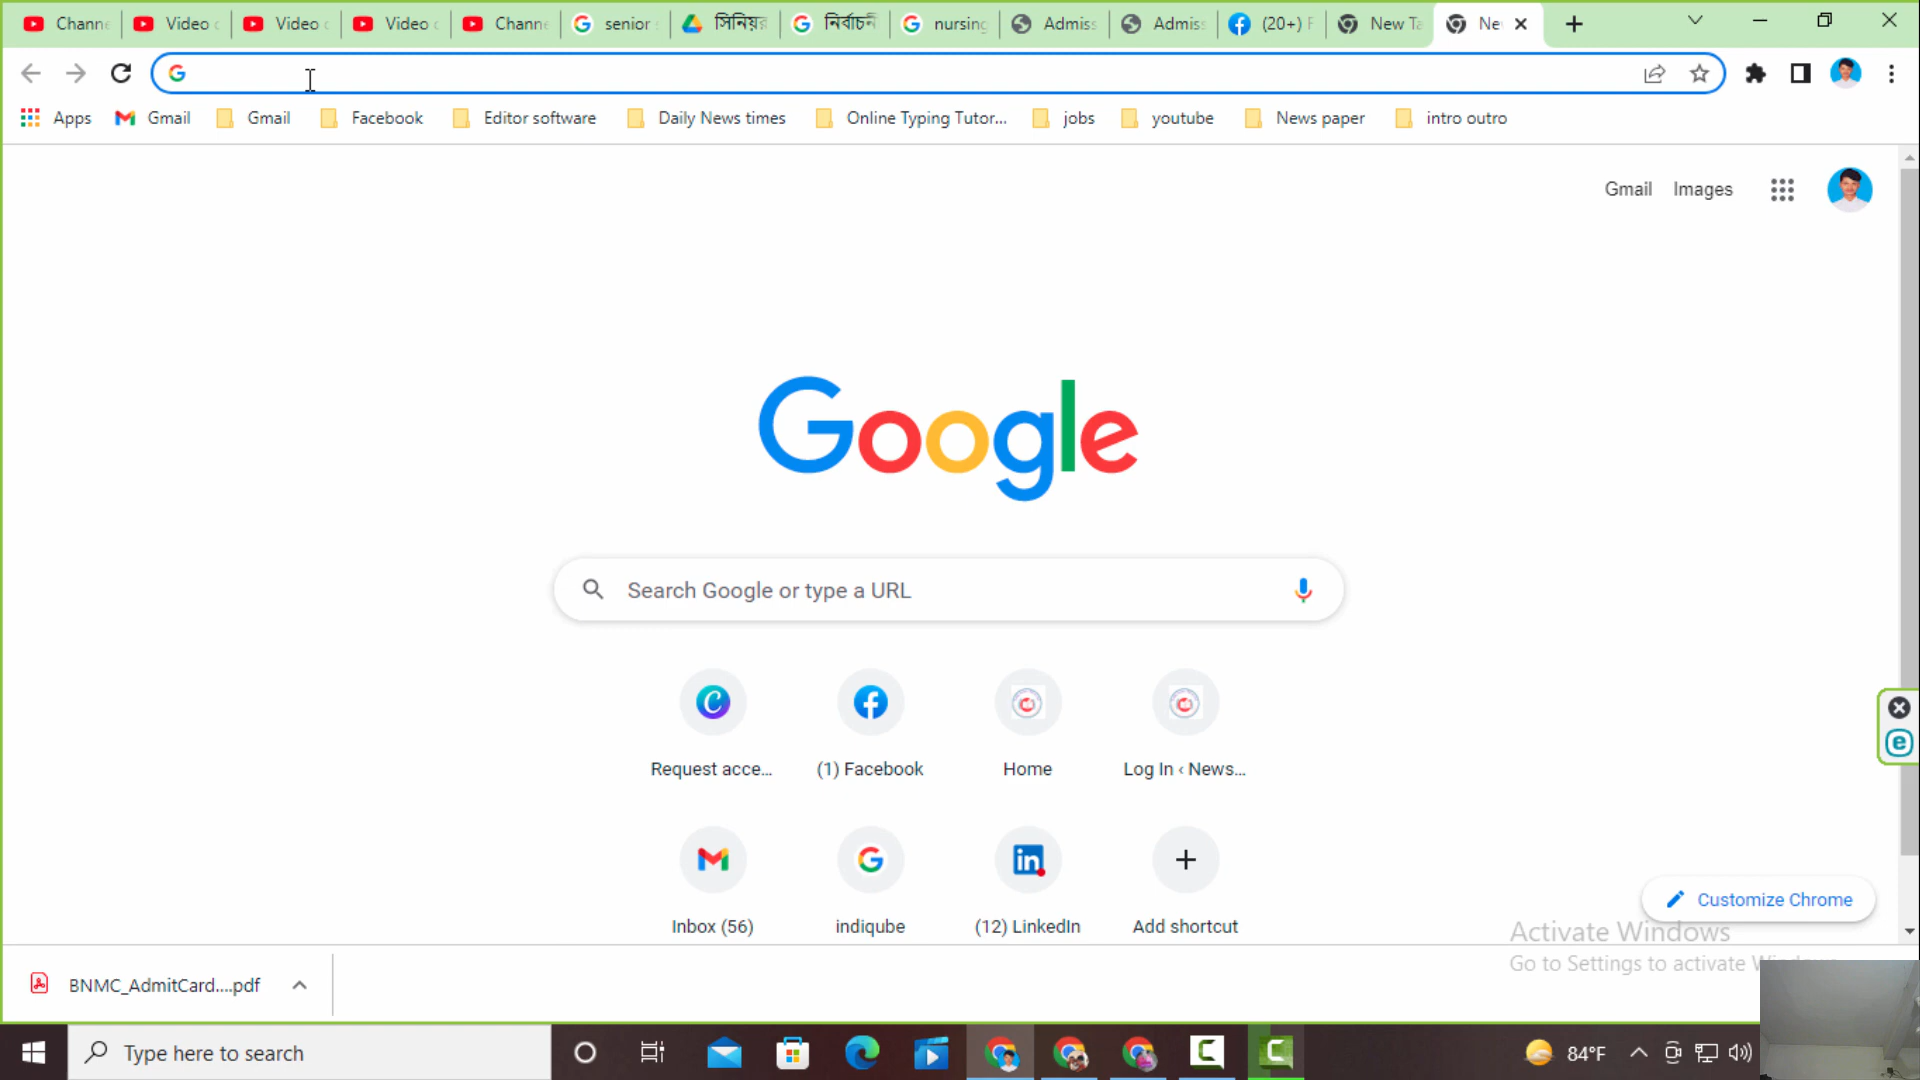 Chann
Video c
Video c
Video c
Channe
senior
সিনিয়র
নির্বাচনী
nursing
Admiss
Admiss
(20+) F
New Ta
Ne
Apps
Gmail
Gmail
Facebook
Editor software
Daily News times
Online Typing Tutor...
jobs
youtube
News paper
intro outro
Gmail
Images
Google
Search Google or type a URL
Request acce...
(1) Facebook
Home
Log In ‹ News...
Inbox (56)
indiqube
(12) LinkedIn
Add shortcut
Customize Chrome
Activate Windows
Go to Settings to activate
BNMC_AdmitCard....pdf
Type here to search
84°F